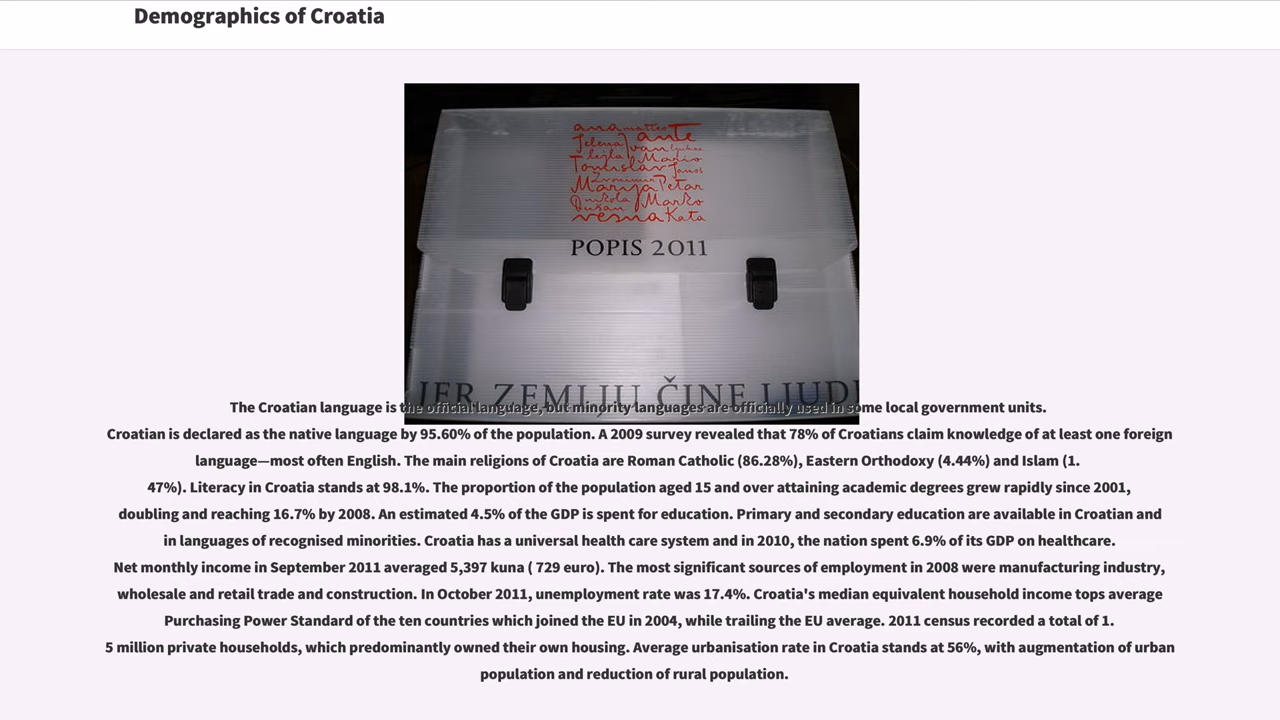 Demographics of Croatia
ana matteo
Jelena Ivan ante
lejla Mario
Tomislav Janos
Zvonimir
Marija Petar
nikola
Dušan Marko
vesna Kata
POPIS 2011
JER ZEMLJU ČINE LJUDI
The Croatian language is the official language, but minority languages are officially used in some local government units.
Croatian is declared as the native language by 95.60% of the population. A 2009 survey revealed that 78% of Croatians claim knowledge of at least one foreign
language—most often English. The main religions of Croatia are Roman Catholic (86.28%), Eastern Orthodoxy (4.44%) and Islam (1.
47%). Literacy in Croatia stands at 98.1%. The proportion of the population aged 15 and over attaining academic degrees grew rapidly since 2001,
doubling and reaching 16.7% by 2008. An estimated 4.5% of the GDP is spent for education. Primary and secondary education are available in Croatian and
in languages of recognised minorities. Croatia has a universal health care system and in 2010, the nation spent 6.9% of its GDP on healthcare.
Net monthly income in September 2011 averaged 5,397 kuna ( 729 euro). The most significant sources of employment in 2008 were manufacturing industry,
wholesale and retail trade and construction. In October 2011, unemployment rate was 17.4%. Croatia's median equivalent household income tops average
Purchasing Power Standard of the ten countries which joined the EU in 2004, while trailing the EU average. 2011 census recorded a total of 1.
5 million private households, which predominantly owned their own housing. Average urbanisation rate in Croatia stands at 56%, with augmentation of urban
population and reduction of rural population.